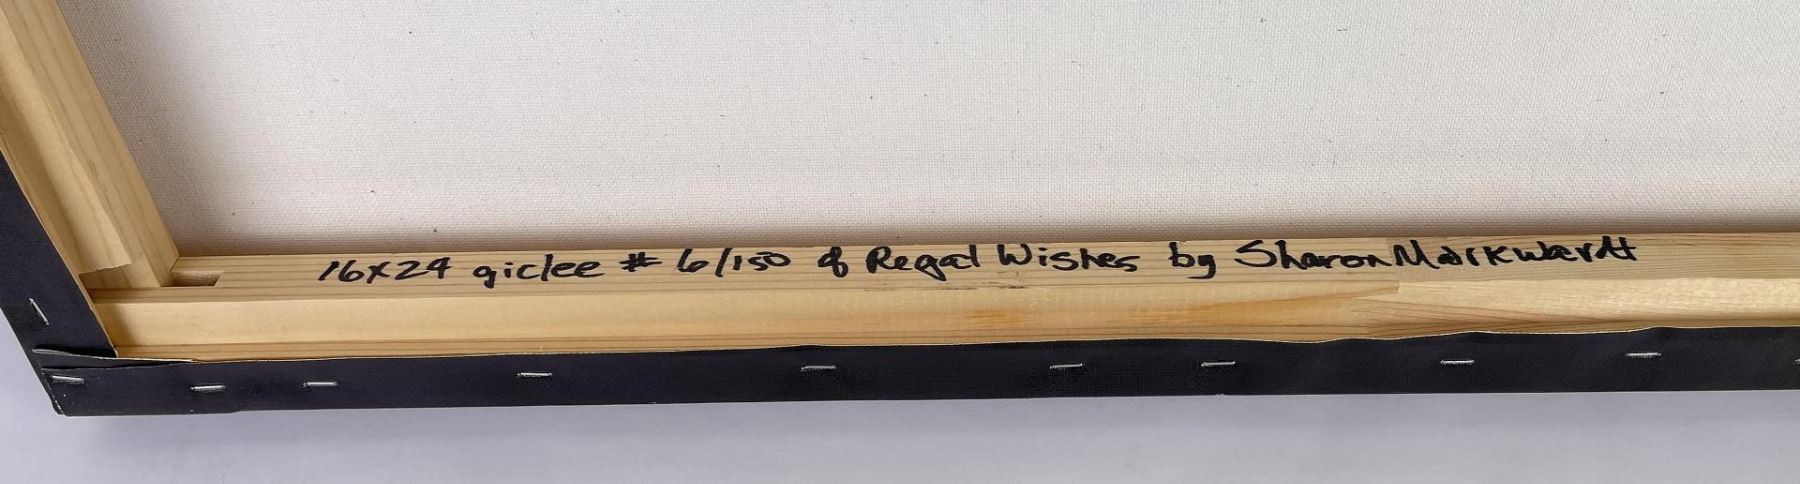 16x24 giclee # 6/150 of Regal Wishes by Sharon Markwardt